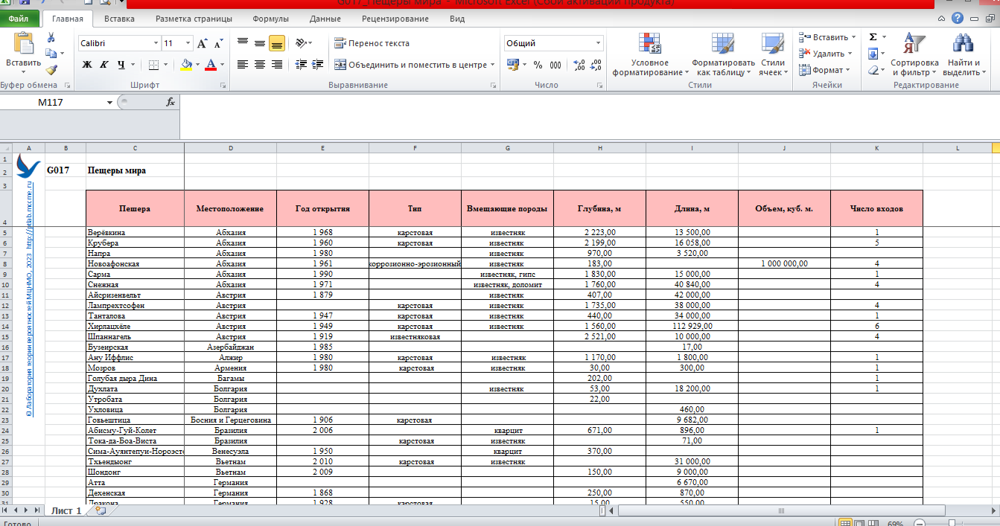 G017_Пещеры мира - Microsoft Excel (Сбой активации продукта)
Файл Главная Вставка Разметка страницы Формулы Данные Рецензирование Вид
Вставить
Буфер обмена
Calibri 11
Ж К Ч
Шрифт
Перенос текста
Объединить и поместить в центре
Выравнивание
Общий
% 000
Число
Условное форматирование
Форматировать как таблицу
Стили ячеек
Стили
Вставить
Удалить
Формат
Ячейки
Сортировка и фильтр
Найти и выделить
Редактирование
M117 fx
A B C D E F G H I J K L
1
2 G017 Пещеры мира
3
4 Пещера Местоположение Год открытия Тип Вмещающие породы Глубина, м Длина, м Объем, куб. м. Число входов
5 Верёвкина Абхазия 1 968 карстовая известняк 2 223,00 13 500,00 1
6 Крубера Абхазия 1 960 карстовая известняк 2 199,00 16 058,00 5
7 Напра Абхазия 1 980 известняк 970,00 3 520,00
8 Новоафонская Абхазия 1 961 коррозионно-эрозионный известняк 183,00 1 000 000,00 4
9 Сарма Абхазия 1 990 известняк, гипс 1 830,00 15 000,00 1
10 Снежная Абхазия 1 971 известняк, доломит 1 760,00 40 840,00 4
11 Айсризенвельт Австрия 1 879 известняк 407,00 42 000,00
12 Лампрехтсофен Австрия карстовая известняк 1 735,00 38 000,00 4
13 Танталова Австрия 1 947 карстовая известняк 440,00 34 000,00 1
14 Хирлацхёле Австрия 1 949 карстовая известняк 1 560,00 112 929,00 6
15 Шпаннагель Австрия 1 919 известняковая 2 521,00 10 000,00 4
16 Бузеирская Азербайджан 1 985 17,00
17 Ану Иффлис Алжир 1 980 карстовая известняк 1 170,00 1 800,00 1
18 Мозров Армения 1 980 карстовая известняк 30,00 300,00 1
19 Голубая дыра Дина Багамы 202,00 1
20 Духлата Болгария известняк 53,00 18 200,00 1
21 Утробата Болгария 22,00
22 Ухловица Болгария 460,00
23 Говьештица Босния и Герцеговина 1 906 карстовая 9 682,00
24 Абисму-Гуй-Колет Бразилия 2 006 кварцит 671,00 896,00 1
25 Тока-да-Боа-Виста Бразилия карстовая известняк 71,00
26 Сима-Ауянтепуи-Нороэсте Венесуэла 1 950 кварцит 370,00
27 Тхьендыонг Вьетнам 2 010 карстовая известняк 31 000,00
28 Шондонг Вьетнам 2 009 150,00 9 000,00
29 Атта Германия 6 670,00
30 Дехенская Германия 1 868 250,00 870,00
31 Дракона Германия 1 928 карстовая 15,00 550,00
© Лаборатория теории вероятностей МЦНМО, 2023 http://ptlab.mccme.ru
Лист 1
Готово 69%